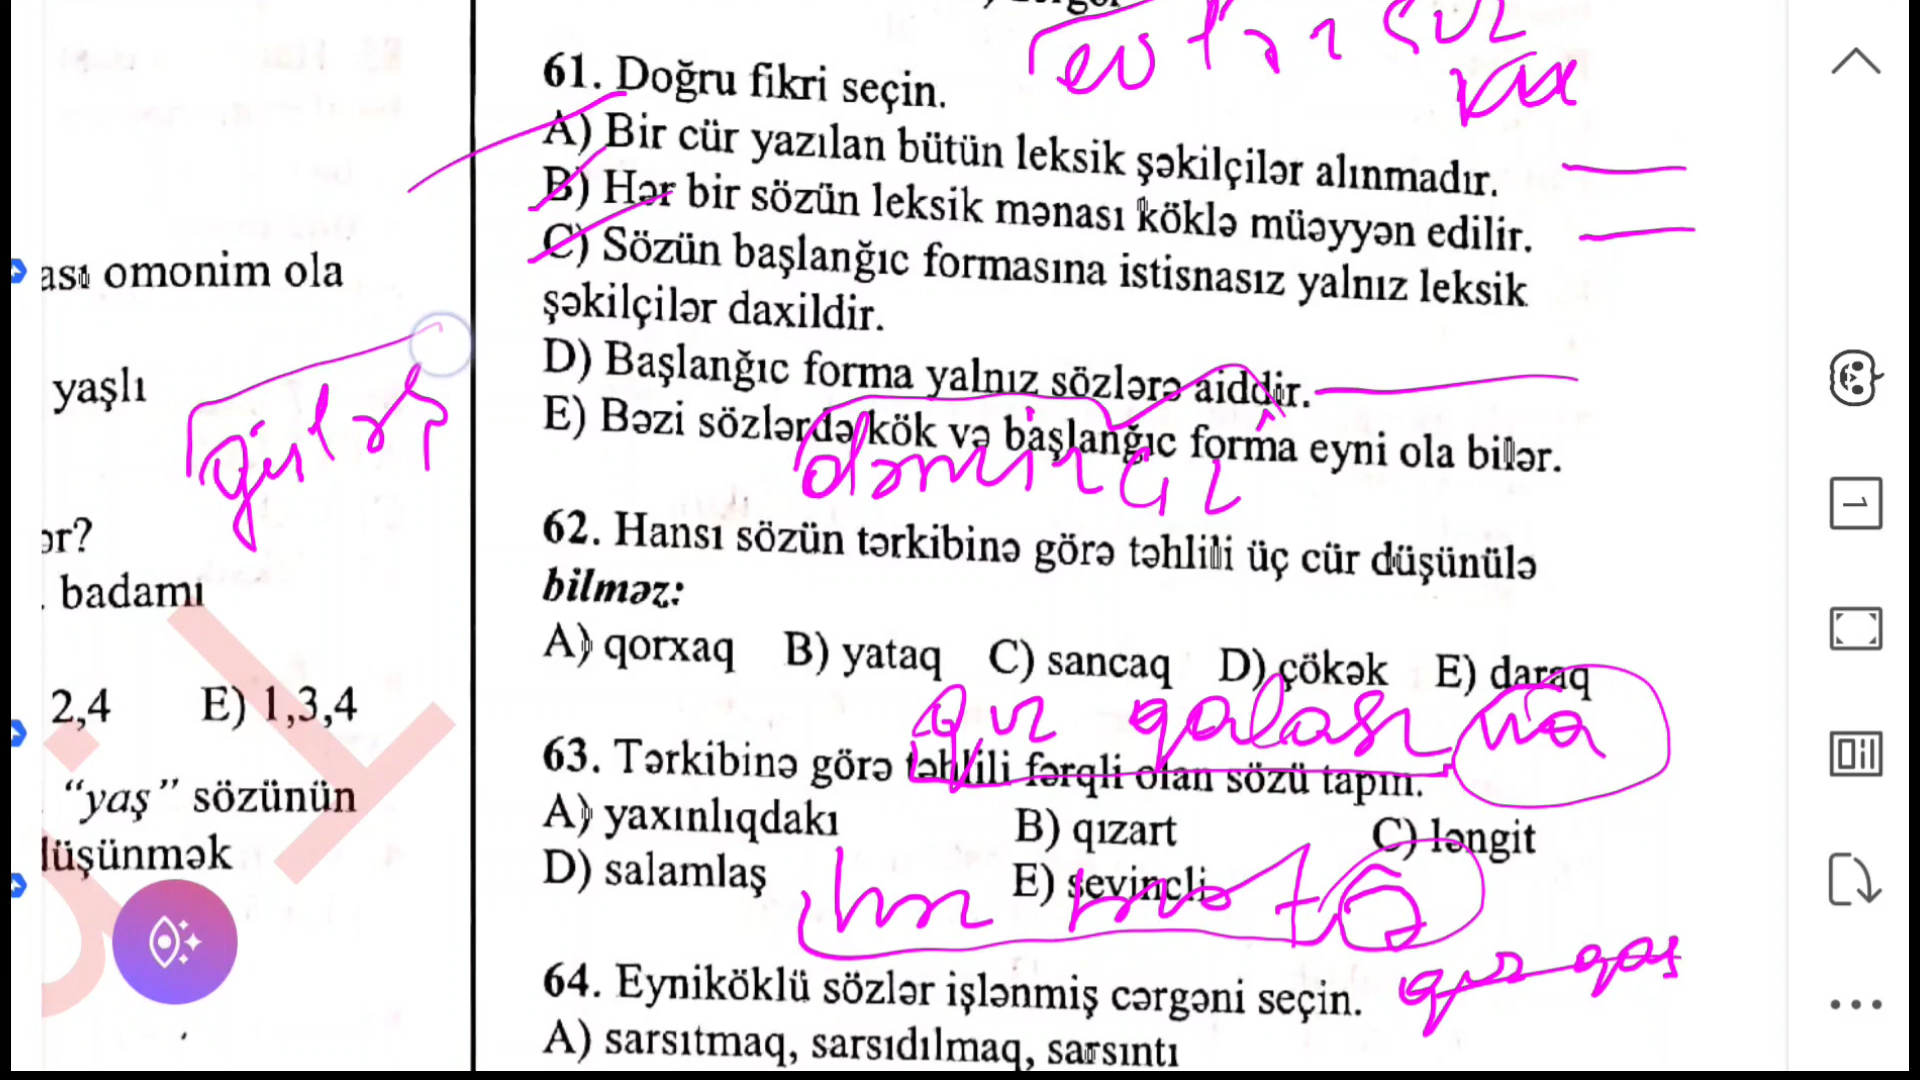 ası omonim ola
yaşlı
ər?
. badamı
2,4 E) 1,3,4
“yaş” sözünün
lüşünmək
61. Doğru fikri seçin.
A) Bir cür yazılan bütün leksik şəkilçilər alınmadır.
B) Hər bir sözün leksik mənası köklə müəyyən edilir.
C) Sözün başlanğıc formasına istisnasız yalnız leksik
şəkilçilər daxildir.
D) Başlanğıc forma yalnız sözlərə aiddir.
E) Bəzi sözlərdə kök və başlanğıc forma eyni ola bilər.
dəmirçi
62. Hansı sözün tərkibinə görə təhlili üç cür düşünülə
bilməz:
A) qorxaq B) yataq C) sancaq D) çökək E) daraq
qız qalasına
63. Tərkibinə görə təhlili fərqli olan sözü tapın.
A) yaxınlıqdakı B) qızart C) ləngit
D) salamlaş E) sevincli
64. Eyniköklü sözlər işlənmiş cərgəni seçin.
A) sarsıtmaq, sarsıdılmaq, sarsıntı